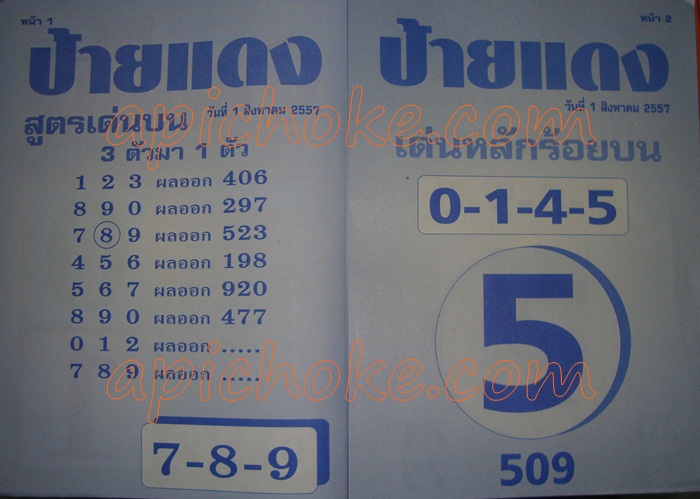 หน้า 1
ป้ายแดง
วันที่ 1 สิงหาคม 2557
สูตรเด่นบน
3 ตัวมา 1 ตัว
1 2 3 ผลออก 406
8 9 0 ผลออก 297
7 8 9 ผลออก 523
4 5 6 ผลออก 198
5 6 7 ผลออก 920
8 9 0 ผลออก 477
0 1 2 ผลออก .....
7 8 9 ผลออก .....
7-8-9
หน้า 2
ป้ายแดง
วันที่ 1 สิงหาคม 2557
เด่นหลักร้อยบน
0-1-4-5
5
509
apichoke.com
apichoke.com